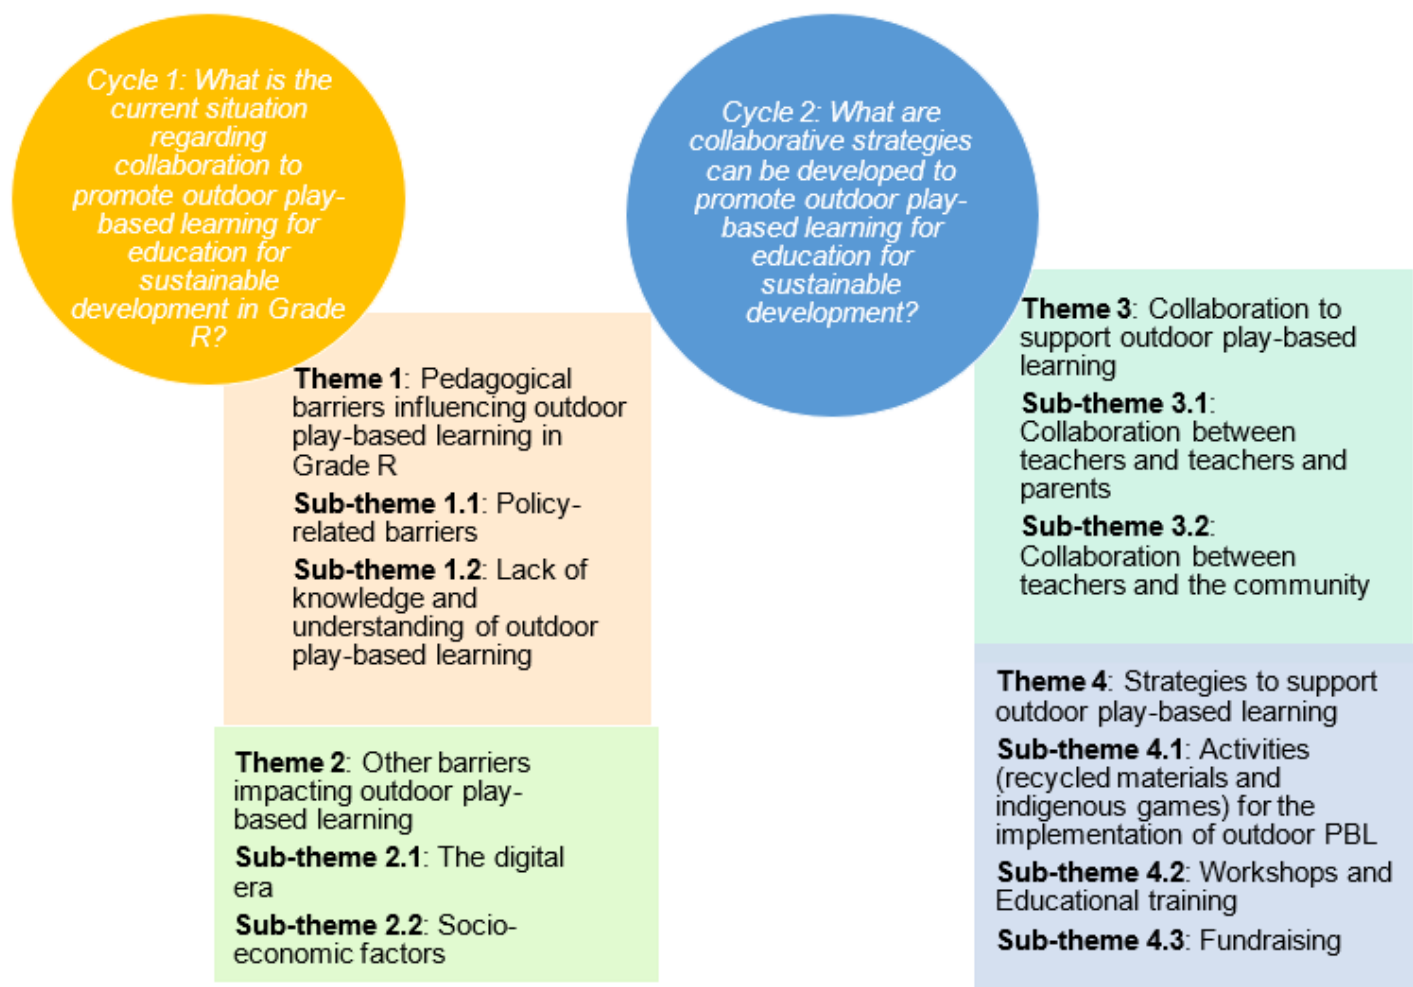 Cycle 1: What is the
current situation
regarding
collaboration to
promote outdoor play-
based learning for
education for
sustainable
development in Grade
R?
Theme 1: Pedagogical
barriers influencing outdoor
play-based learning in
Grade R
Sub-theme 1.1: Policy-
related barriers
Sub-theme 1.2: Lack of
knowledge and
understanding of outdoor
play-based learning
Theme 2: Other barriers
impacting outdoor play-
based learning
Sub-theme 2.1: The digital
era
Sub-theme 2.2: Socio-
economic factors
Cycle 2: What are
collaborative strategies
can be developed to
promote outdoor play-
based learning for
education for
sustainable
development?
Theme 3: Collaboration to
support outdoor play-based
learning
Sub-theme 3.1:
Collaboration between
teachers and teachers and
parents
Sub-theme 3.2:
Collaboration between
teachers and the community
Theme 4: Strategies to support
outdoor play-based learning
Sub-theme 4.1: Activities
(recycled materials and
indigenous games) for the
implementation of outdoor PBL
Sub-theme 4.2: Workshops and
Educational training
Sub-theme 4.3: Fundraising